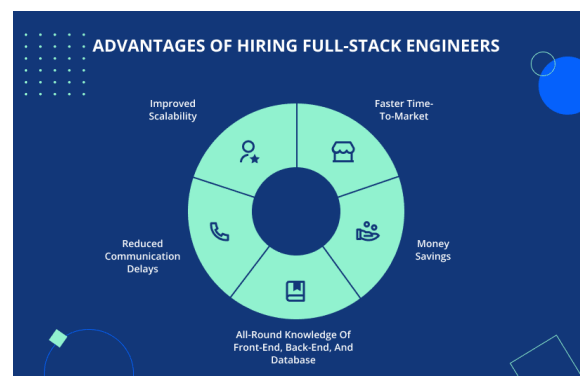 ADVANTAGES OF HIRING FULL-STACK ENGINEERS
Improved
Scalability
Faster Time-
To-Market
Reduced
Communication
Delays
Money
Savings
All-Round Knowledge Of
Front-End, Back-End, And
Database